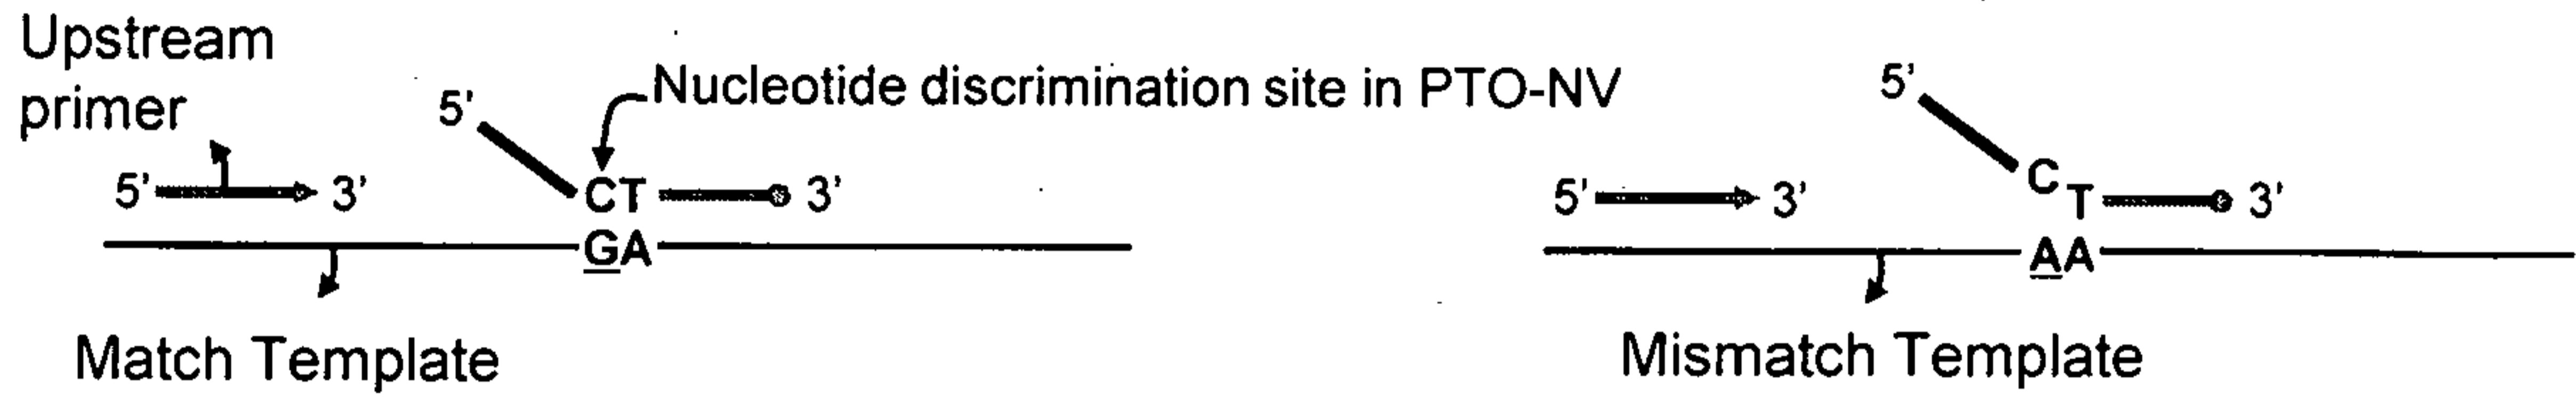 Upstream
primer
5' 3'
5'
Nucleotide discrimination site in PTO-NV
CT 3'
GA
Match Template
5'
5' 3'
C
T 3'
AA
Mismatch Template